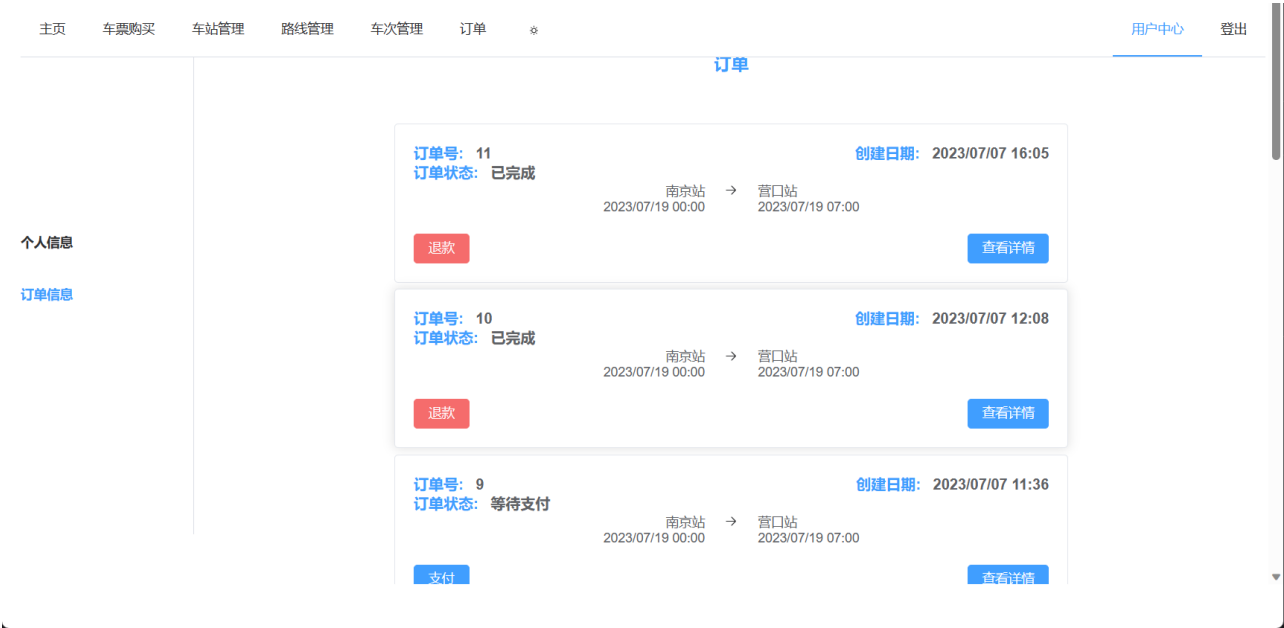 主页 车票购买 车站管理 路线管理 车次管理 订单 用户中心 登出
订单
个人信息
订单信息
订单号: 11 创建日期: 2023/07/07 16:05
订单状态: 已完成
南京站 → 营口站
2023/07/19 00:00 2023/07/19 07:00
退款 查看详情
订单号: 10 创建日期: 2023/07/07 12:08
订单状态: 已完成
南京站 → 营口站
2023/07/19 00:00 2023/07/19 07:00
退款 查看详情
订单号: 9 创建日期: 2023/07/07 11:36
订单状态: 等待支付
南京站 → 营口站
2023/07/19 00:00 2023/07/19 07:00
支付 查看详情